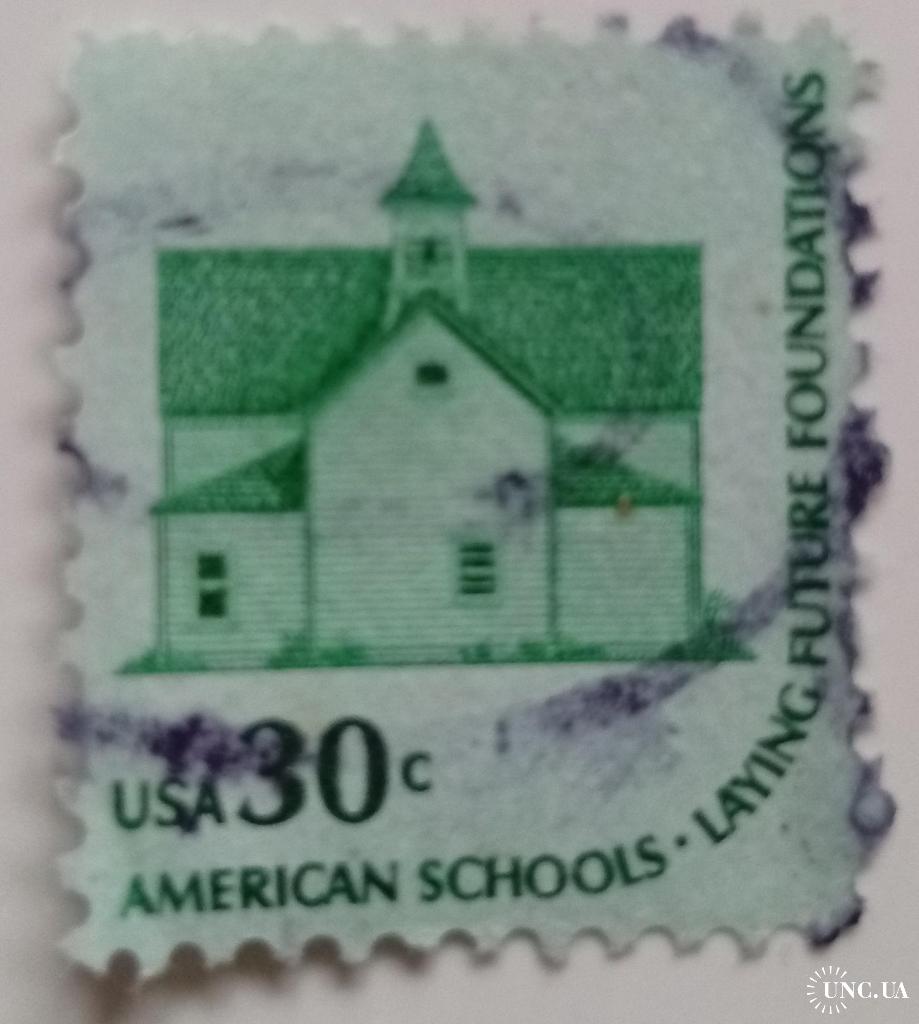 USA 30c
AMERICAN SCHOOLS · LAYING FUTURE FOUNDATIONS
UNC.UA